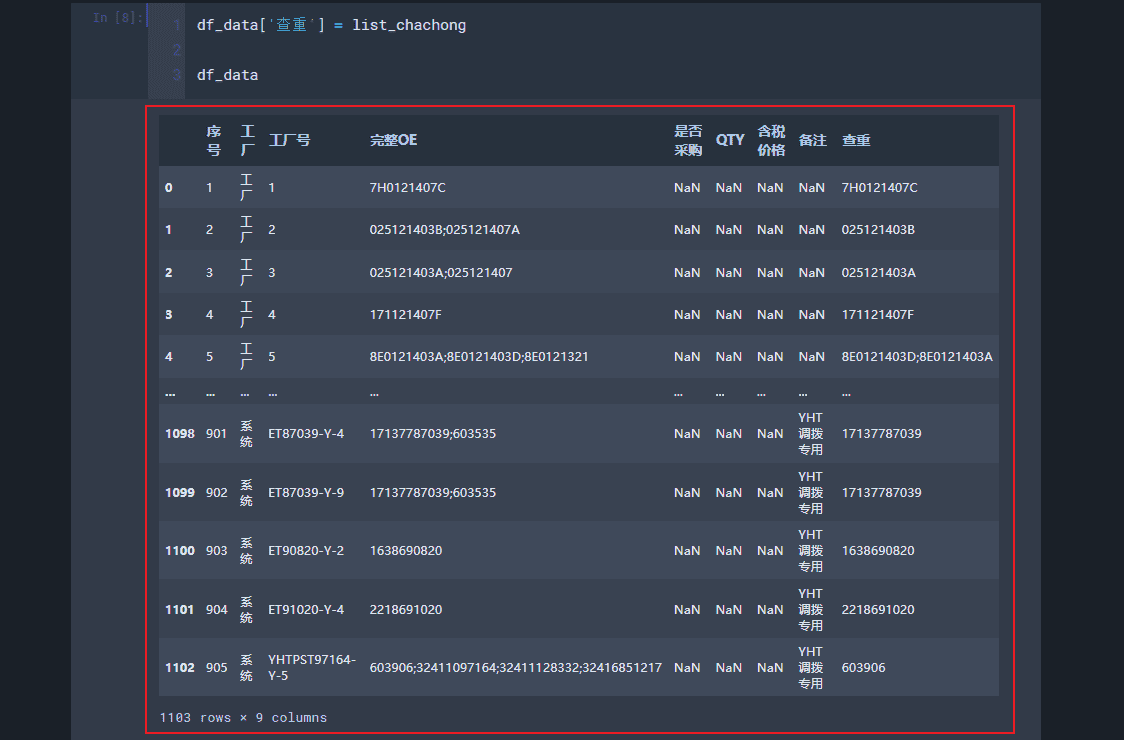 In [8]:
1 df_data['查重'] = list_chachong
2
3 df_data
序号 工厂 工厂号 完整OE 是否采购 QTY 含税价格 备注 查重
0 1 工厂 1 7H0121407C NaN NaN NaN NaN 7H0121407C
1 2 工厂 2 025121403B;025121407A NaN NaN NaN NaN 025121403B
2 3 工厂 3 025121403A;025121407 NaN NaN NaN NaN 025121403A
3 4 工厂 4 171121407F NaN NaN NaN NaN 171121407F
4 5 工厂 5 8E0121403A;8E0121403D;8E0121321 NaN NaN NaN NaN 8E0121403D;8E0121403A
... ... ... ... ... ... ... ... ... ...
1098 901 系统 ET87039-Y-4 17137787039;603535 NaN NaN NaN YHT调拨专用 17137787039
1099 902 系统 ET87039-Y-9 17137787039;603535 NaN NaN NaN YHT调拨专用 17137787039
1100 903 系统 ET90820-Y-2 1638690820 NaN NaN NaN YHT调拨专用 1638690820
1101 904 系统 ET91020-Y-4 2218691020 NaN NaN NaN YHT调拨专用 2218691020
1102 905 系统 YHTPST97164-Y-5 603906;32411097164;32411128332;32416851217 NaN NaN NaN YHT调拨专用 603906
1103 rows × 9 columns